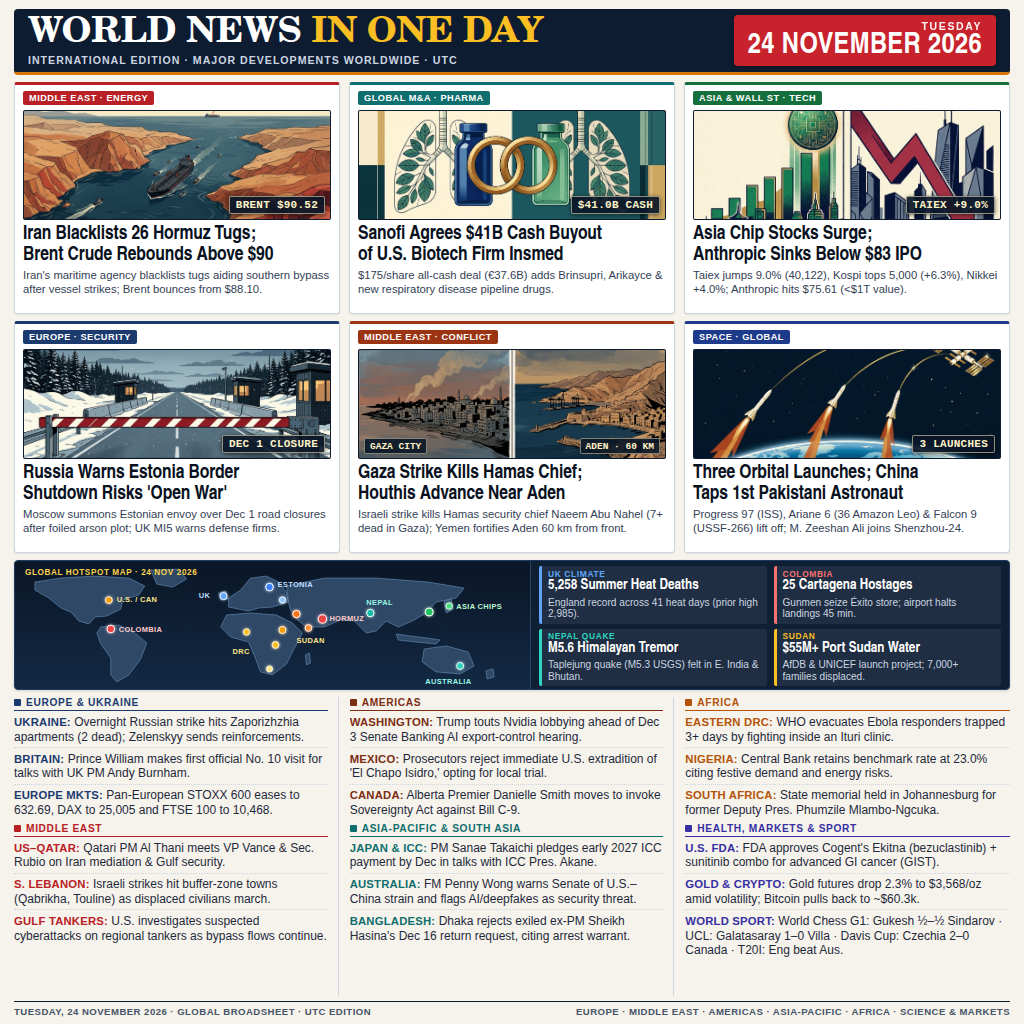 WORLD NEWS IN ONE DAY
INTERNATIONAL EDITION · MAJOR DEVELOPMENTS WORLDWIDE · UTC
TUESDAY
24 NOVEMBER 2026
MIDDLE EAST · ENERGY
BRENT $90.52
Iran Blacklists 26 Hormuz Tugs;
Brent Crude Rebounds Above $90
Iran's maritime agency blacklists tugs aiding southern bypass
after vessel strikes; Brent bounces from $88.10.
GLOBAL M&A · PHARMA
$41.0B CASH
Sanofi Agrees $41B Cash Buyout
of U.S. Biotech Firm Insmed
$175/share all-cash deal (€37.6B) adds Brinsupri, Arikayce &
new respiratory disease pipeline drugs.
ASIA & WALL ST · TECH
TAIEX +9.0%
Asia Chip Stocks Surge;
Anthropic Sinks Below $83 IPO
Taiex jumps 9.0% (40,122), Kospi tops 5,000 (+6.3%), Nikkei
+4.0%; Anthropic hits $75.61 (<$1T value).
EUROPE · SECURITY
DEC 1 CLOSURE
Russia Warns Estonia Border
Shutdown Risks 'Open War'
Moscow summons Estonian envoy over Dec 1 road closures
after foiled arson plot; UK MI5 warns defense firms.
MIDDLE EAST · CONFLICT
GAZA CITY
ADEN · 60 KM
Gaza Strike Kills Hamas Chief;
Houthis Advance Near Aden
Israeli strike kills Hamas security chief Naeem Abu Nahel (7+
dead in Gaza); Yemen fortifies Aden 60 km from front.
SPACE · GLOBAL
3 LAUNCHES
Three Orbital Launches; China
Taps 1st Pakistani Astronaut
Progress 97 (ISS), Ariane 6 (36 Amazon Leo) & Falcon 9
(USSF-266) lift off; M. Zeeshan Ali joins Shenzhou-24.
GLOBAL HOTSPOT MAP · 24 NOV 2026
U.S. / CAN
COLOMBIA
UK
ESTONIA
HORMUZ
NEPAL
ASIA CHIPS
SUDAN
DRC
AUSTRALIA
UK CLIMATE
5,258 Summer Heat Deaths
England record across 41 heat days (prior high
2,985).
COLOMBIA
25 Cartagena Hostages
Gunmen seize Éxito store; airport halts
landings 45 min.
NEPAL QUAKE
M5.6 Himalayan Tremor
Taplejung quake (M5.3 USGS) felt in E. India &
Bhutan.
SUDAN
$55M+ Port Sudan Water
AfDB & UNICEF launch project; 7,000+
families displaced.
EUROPE & UKRAINE
UKRAINE: Overnight Russian strike hits Zaporizhzhia
apartments (2 dead); Zelenskyy sends reinforcements.
BRITAIN: Prince William makes first official No. 10 visit for
talks with UK PM Andy Burnham.
EUROPE MKTS: Pan-European STOXX 600 eases to
632.69, DAX to 25,005 and FTSE 100 to 10,468.
MIDDLE EAST
US–QATAR: Qatari PM Al Thani meets VP Vance & Sec.
Rubio on Iran mediation & Gulf security.
S. LEBANON: Israeli strikes hit buffer-zone towns
(Qabrikha, Touline) as displaced civilians march.
GULF TANKERS: U.S. investigates suspected
cyberattacks on regional tankers as bypass flows continue.
AMERICAS
WASHINGTON: Trump touts Nvidia lobbying ahead of Dec
3 Senate Banking AI export-control hearing.
MEXICO: Prosecutors reject immediate U.S. extradition of
'El Chapo Isidro,' opting for local trial.
CANADA: Alberta Premier Danielle Smith moves to invoke
Sovereignty Act against Bill C-9.
ASIA-PACIFIC & SOUTH ASIA
JAPAN & ICC: PM Sanae Takaichi pledges early 2027 ICC
payment by Dec in talks with ICC Pres. Akane.
AUSTRALIA: FM Penny Wong warns Senate of U.S.–
China strain and flags AI/deepfakes as security threat.
BANGLADESH: Dhaka rejects exiled ex-PM Sheikh
Hasina's Dec 16 return request, citing arrest warrant.
AFRICA
EASTERN DRC: WHO evacuates Ebola responders trapped
3+ days by fighting inside an Ituri clinic.
NIGERIA: Central Bank retains benchmark rate at 23.0%
citing festive demand and energy risks.
SOUTH AFRICA: State memorial held in Johannesburg for
former Deputy Pres. Phumzile Mlambo-Ngcuka.
HEALTH, MARKETS & SPORT
U.S. FDA: FDA approves Cogent's Ekitna (bezuclastinib) +
sunitinib combo for advanced GI cancer (GIST).
GOLD & CRYPTO: Gold futures drop 2.3% to $3,568/oz
amid volatility; Bitcoin pulls back to ~$60.3k.
WORLD SPORT: World Chess G1: Gukesh ½–½ Sindarov ·
UCL: Galatasaray 1–0 Villa · Davis Cup: Czechia 2–0
Canada · T20I: Eng beat Aus.
TUESDAY, 24 NOVEMBER 2026 · GLOBAL BROADSHEET · UTC EDITION
EUROPE · MIDDLE EAST · AMERICAS · ASIA-PACIFIC · AFRICA · SCIENCE & MARKETS